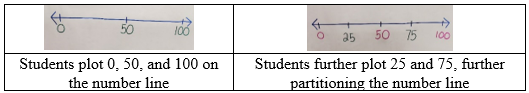 0 50 100
0 25 50 75 100
Students plot 0, 50, and 100 on
the number line
Students further plot 25 and 75, further
partitioning the number line